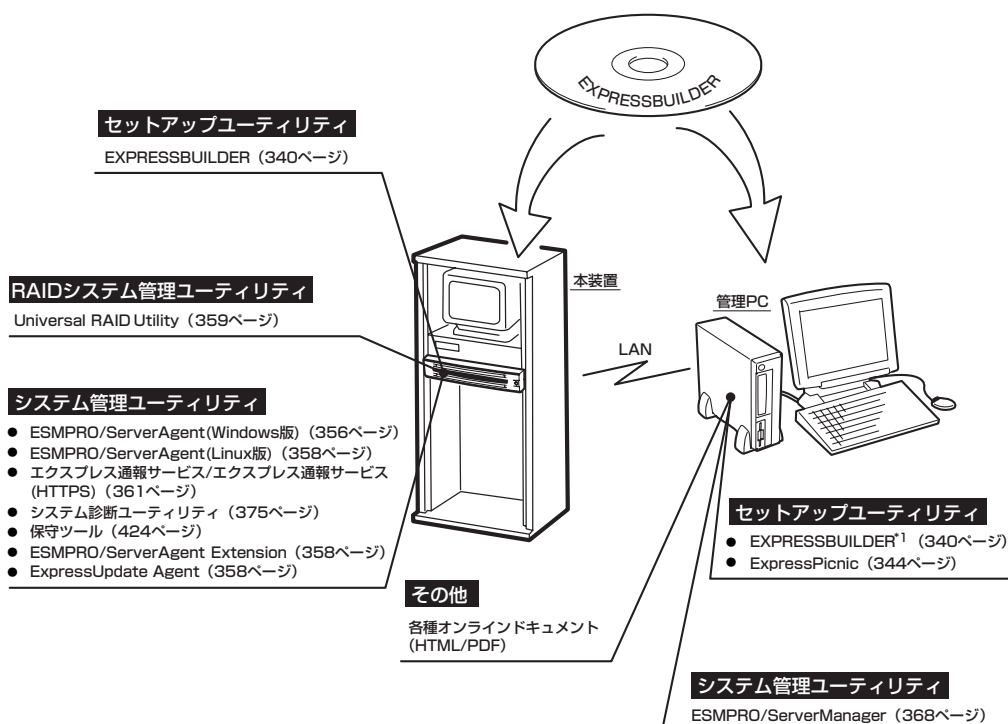 EXPRESSBUILDER
セットアップユーティリティ
EXPRESSBUILDER（340ページ）
RAIDシステム管理ユーティリティ
Universal RAID Utility（359ページ）
システム管理ユーティリティ
● ESMPRO/ServerAgent(Windows版)（356ページ）
● ESMPRO/ServerAgent(Linux版)（358ページ）
● エクスプレス通報サービス/エクスプレス通報サービス
(HTTPS)（361ページ）
● システム診断ユーティリティ（375ページ）
● 保守ツール（424ページ）
● ESMPRO/ServerAgent Extension（358ページ）
● ExpressUpdate Agent（358ページ）
本装置
LAN
管理PC
その他
各種オンラインドキュメント
(HTML/PDF)
セットアップユーティリティ
● EXPRESSBUILDER*1（340ページ）
● ExpressPicnic（344ページ）
システム管理ユーティリティ
ESMPRO/ServerManager（368ページ）